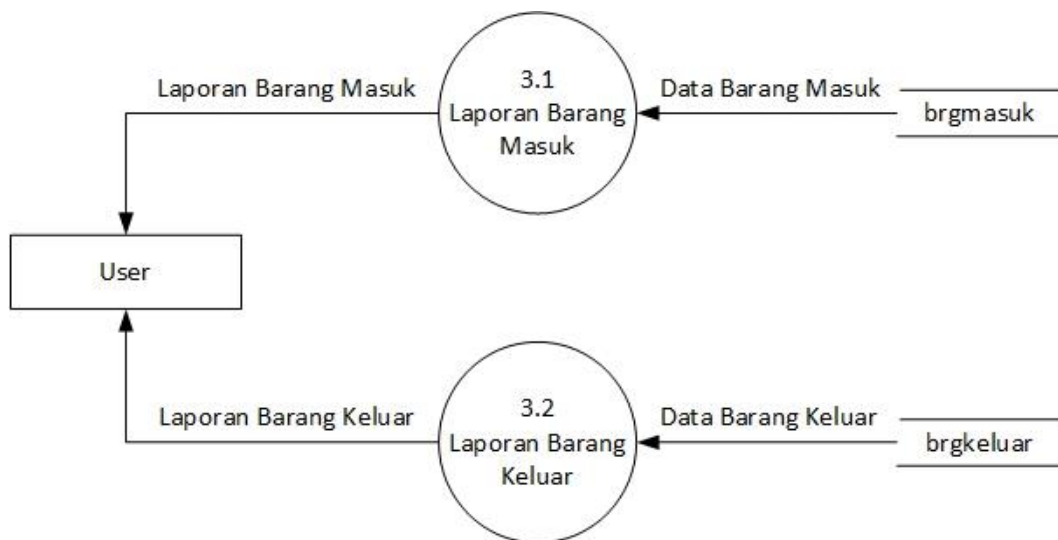 Laporan Barang Masuk
3.1
Laporan Barang
Masuk
Data Barang Masuk
brgmasuk
User
Laporan Barang Keluar
3.2
Laporan Barang
Keluar
Data Barang Keluar
brgkeluar